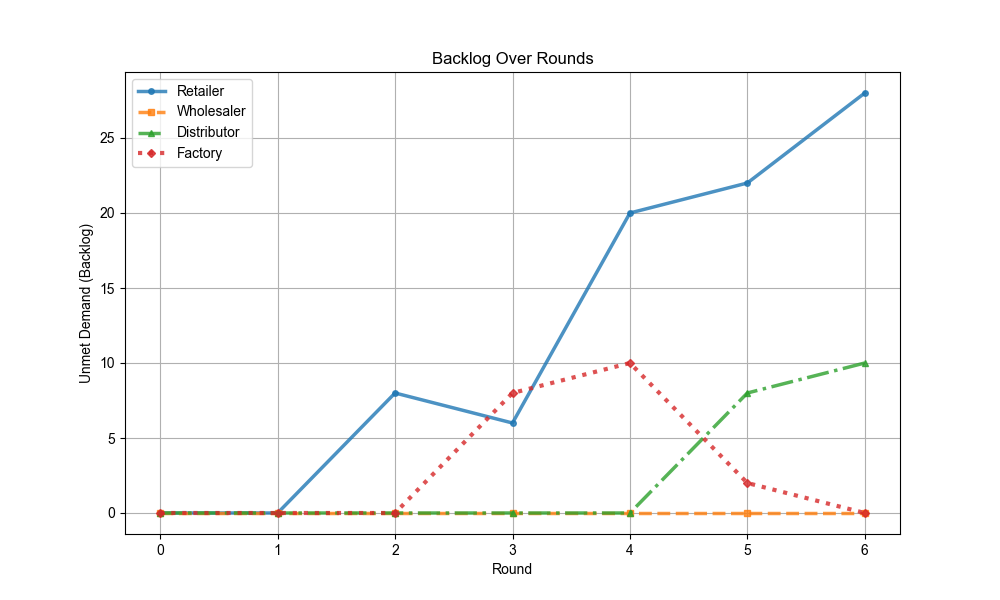 Backlog Over Rounds
Retailer
Wholesaler
Distributor
Factory
Unmet Demand (Backlog)
25
20
15
10
5
0
0 1 2 3 4 5 6
Round